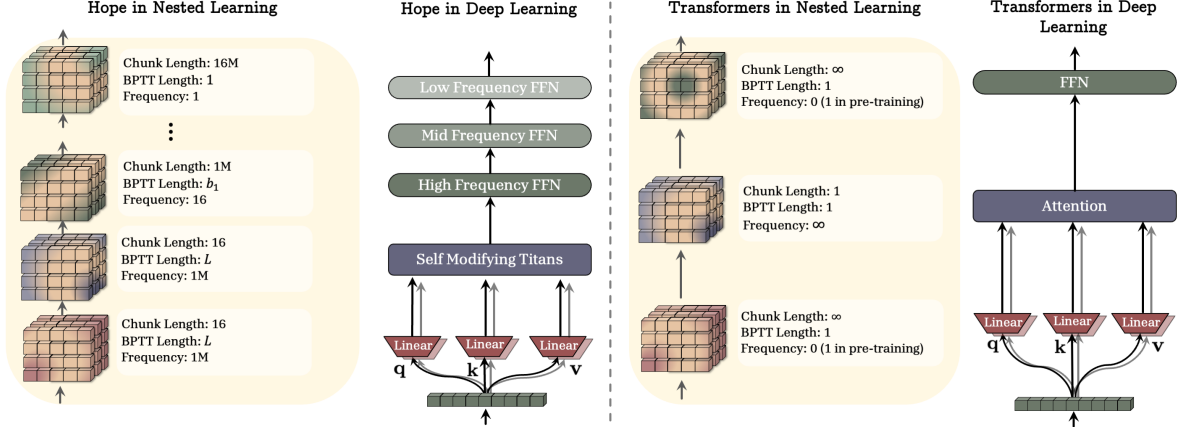 Hope in Nested Learning
Chunk Length: 16M
BPTT Length: 1
Frequency: 1
Chunk Length: 1M
BPTT Length: b₁
Frequency: 16
Chunk Length: 16
BPTT Length: L
Frequency: 1M
Chunk Length: 16
BPTT Length: L
Frequency: 1M
Hope in Deep Learning
Low Frequency FFN
Mid Frequency FFN
High Frequency FFN
Self Modifying Titans
Linear Linear Linear
q k v
Transformers in Nested Learning
Chunk Length: ∞
BPTT Length: 1
Frequency: 0 (1 in pre-training)
Chunk Length: 1
BPTT Length: 1
Frequency: ∞
Chunk Length: ∞
BPTT Length: 1
Frequency: 0 (1 in pre-training)
Transformers in Deep
Learning
FFN
Attention
Linear Linear Linear
q k v